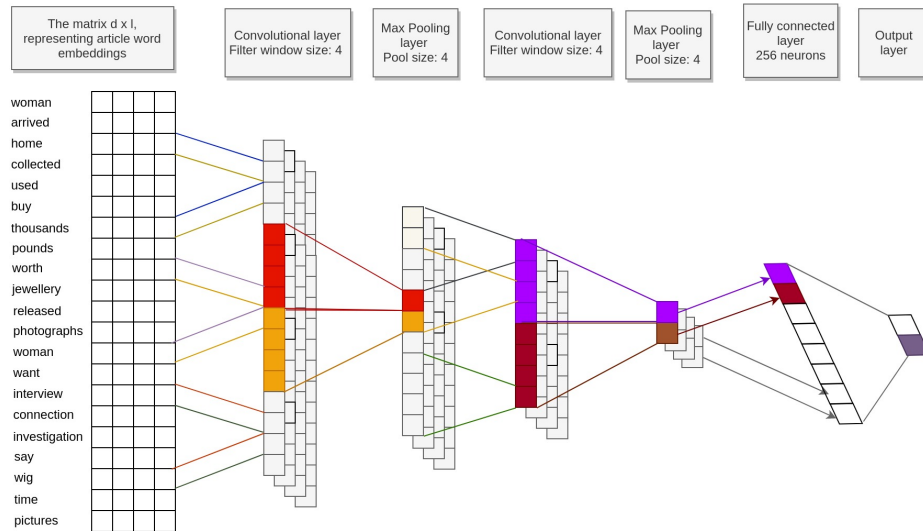 The matrix d x l,
representing article word
embeddings
Convolutional layer
Filter window size: 4
Max Pooling
layer
Pool size: 4
Convolutional layer
Filter window size: 4
Max Pooling
layer
Pool size: 4
Fully connected
layer
256 neurons
Output
layer
woman
arrived
home
collected
used
buy
thousands
pounds
worth
jewellery
released
photographs
woman
want
interview
connection
investigation
say
wig
time
pictures